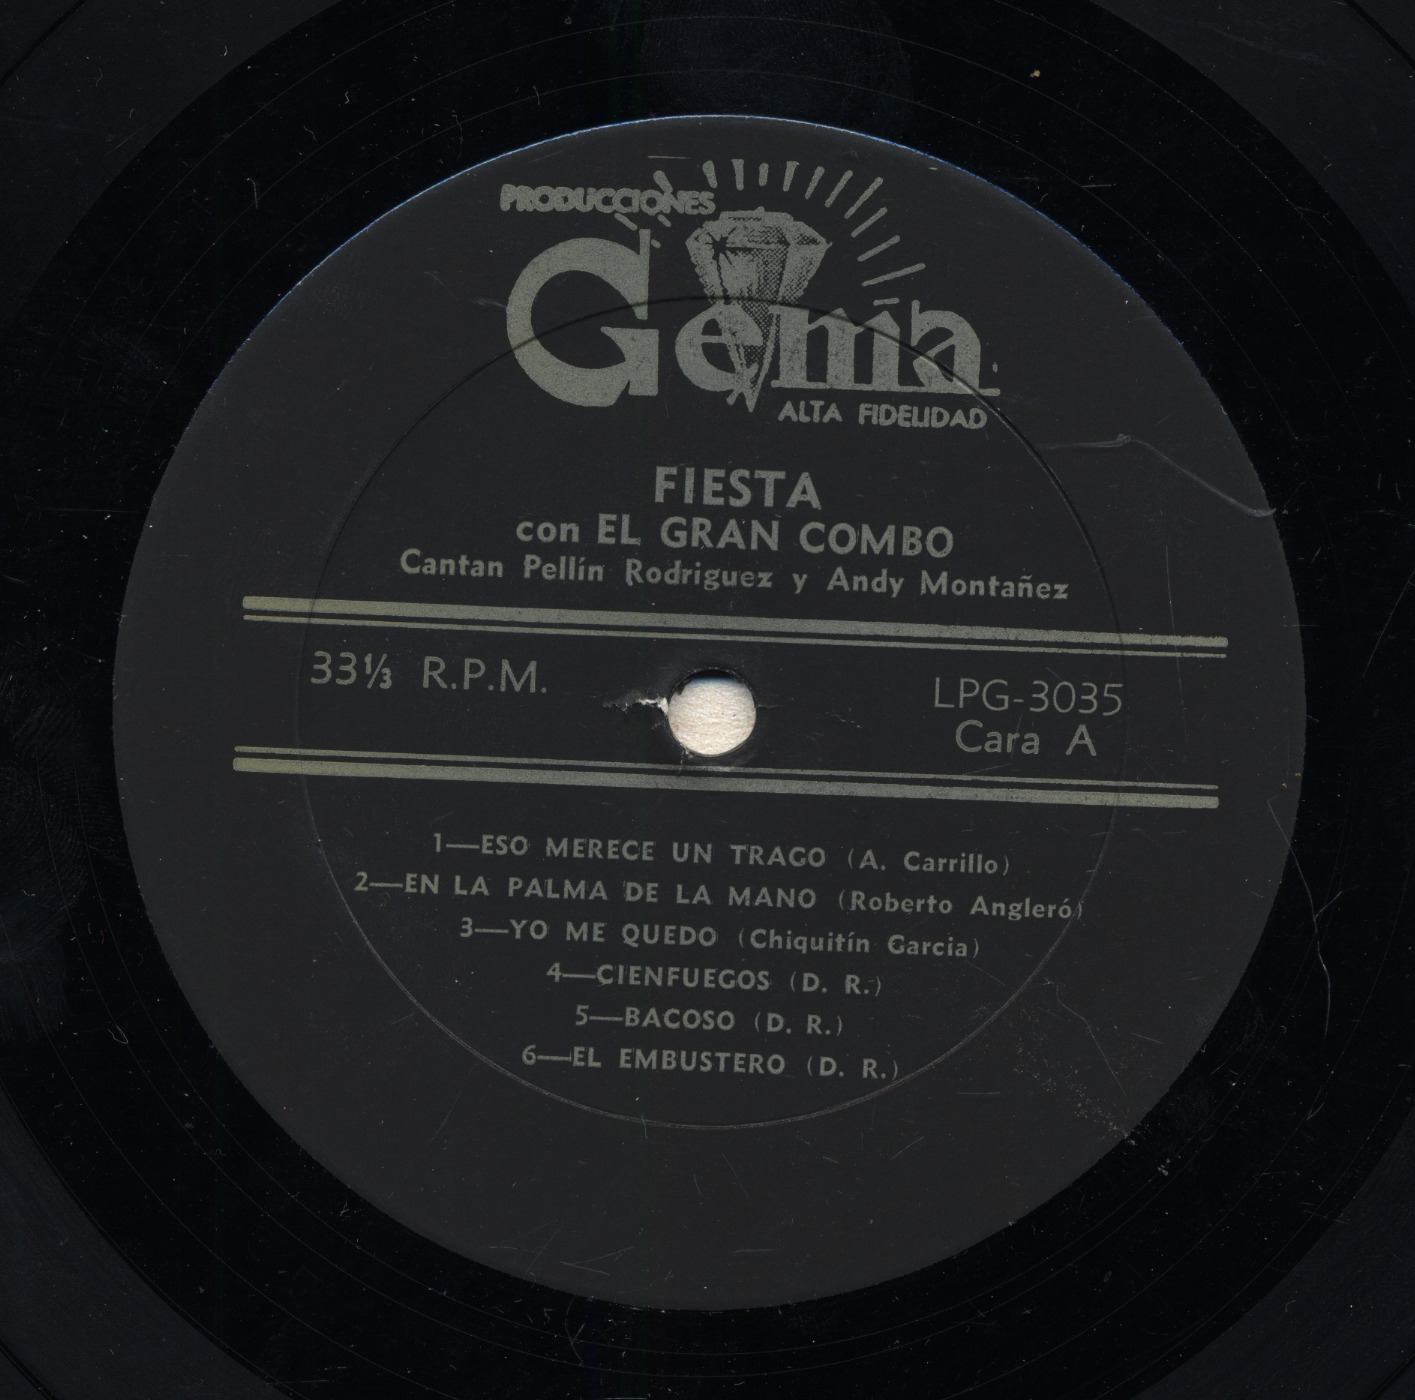 PRODUCCIONES
Gema
ALTA FIDELIDAD
FIESTA
con EL GRAN COMBO
Cantan Pellín Rodriguez y Andy Montañez
33⅓ R.P.M.
LPG-3035
Cara A
1—ESO MERECE UN TRAGO (A. Carrillo)
2—EN LA PALMA DE LA MANO (Roberto Angleró)
3—YO ME QUEDO (Chiquitín Garcia)
4—CIENFUEGOS (D. R.)
5—BACOSO (D. R.)
6—EL EMBUSTERO (D. R.)